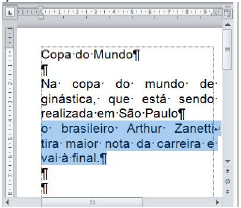 Copa do Mundo¶
¶
Na copa do mundo de
ginástica, que está sendo
realizada em São Paulo¶
o brasileiro Arthur Zanetti
tira maior nota da carreira e
vai à final.¶
¶
¶